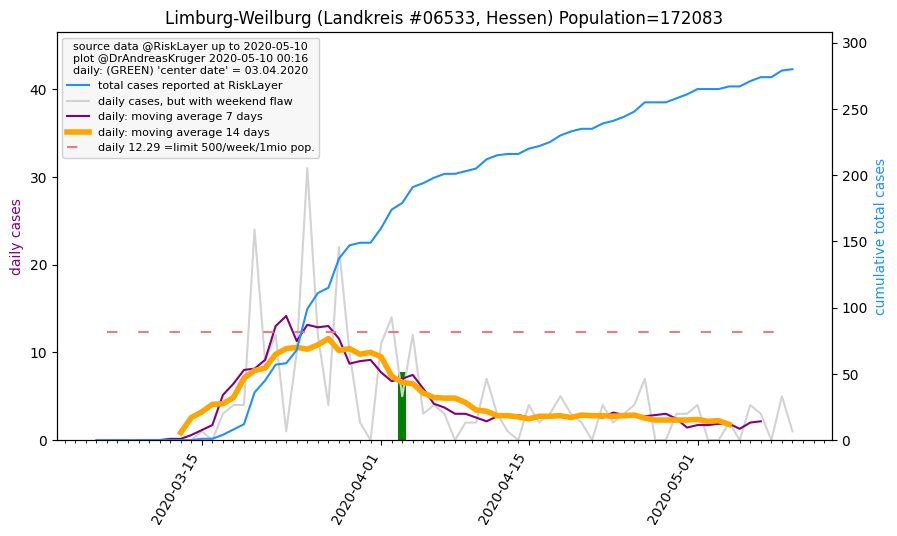 Limburg-Weilburg (Landkreis #06533, Hessen) Population=172083
source data @RiskLayer up to 2020-05-10
plot @DrAndreasKruger 2020-05-10 00:16
daily: (GREEN) 'center date' = 03.04.2020
total cases reported at RiskLayer
daily cases, but with weekend flaw
daily: moving average 7 days
daily: moving average 14 days
daily 12.29 =limit 500/week/1mio pop.
daily cases
40
30
20
10
0
300
250
200
150
100
50
0
cumulative total cases
2020-03-15
2020-04-01
2020-04-15
2020-05-01